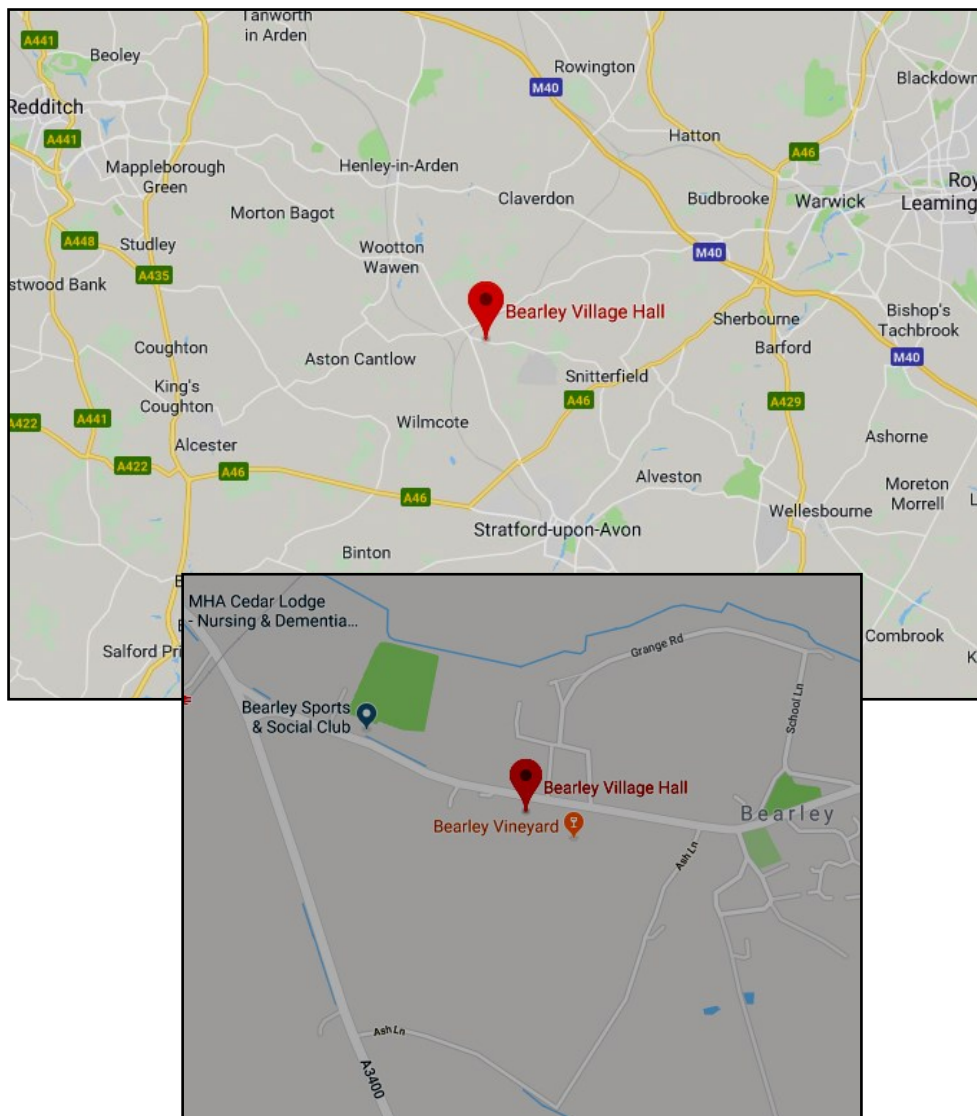 Tanworth
in Arden
A441
Beoley
Rowington
M40
Blackdown
Redditch
A441
Hatton
A46
Mappleborough
Green
Henley-in-Arden
Claverdon
Budbrooke
Warwick
Roy
Leaming
Morton Bagot
A448
Studley
Wootton
Wawen
M40
stwood Bank
A435
Bearley Village Hall
Sherbourne
Bishop's
Tachbrook
Coughton
Aston Cantlow
Barford
M40
King's
Coughton
Snitterfield
A46
A429
A422
A441
Wilmcote
Alcester
Ashorne
A422
A46
A46
Alveston
Moreton
Morrell
L
Wellesbourne
Stratford-upon-Avon
Binton
Combrook
Salford Pri
K
MHA Cedar Lodge
- Nursing & Dementia...
Grange Rd
School Ln
Bearley Sports
& Social Club
Bearley Village Hall
Bearley
Bearley Vineyard
Ash Ln
Ash Ln
A3400